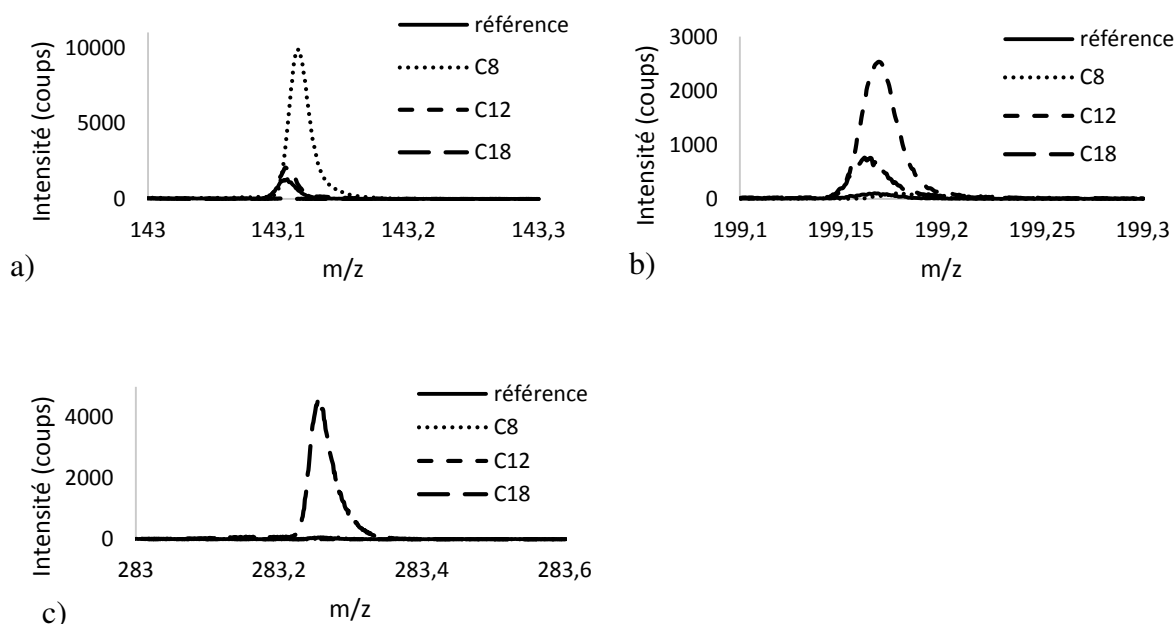 Intensité (coups)
10000
5000
0
143
143,1
143,2
143,3
m/z
référence
C8
C12
C18
a)
Intensité (coups)
3000
2000
1000
0
199,1
199,15
199,2
199,25
199,3
m/z
référence
C8
C12
C18
b)
Intensité (coups)
4000
2000
0
283
283,2
283,4
283,6
m/z
référence
C8
C12
C18
c)